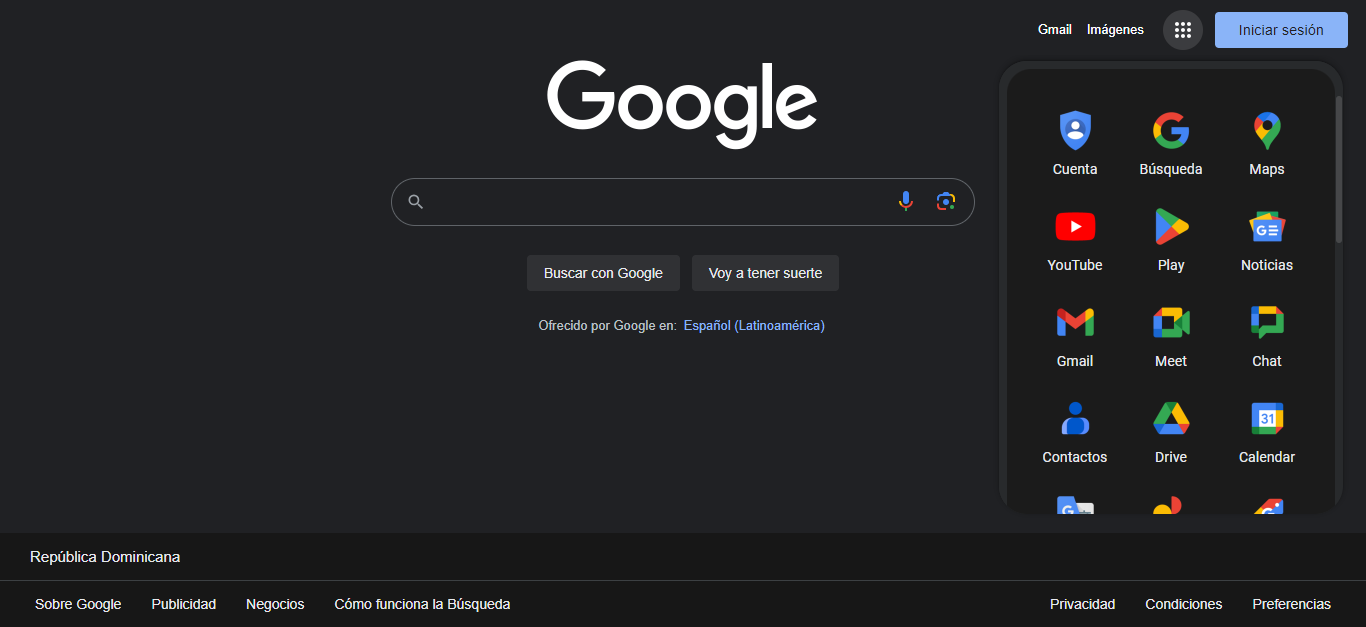 Gmail Imágenes Iniciar sesión
Google
Cuenta Búsqueda Maps
YouTube Play Noticias
Gmail Meet Chat
31
Contactos Drive Calendar
Buscar con Google Voy a tener suerte
Ofrecido por Google en: Español (Latinoamérica)
República Dominicana
Sobre Google Publicidad Negocios Cómo funciona la Búsqueda Privacidad Condiciones Preferencias